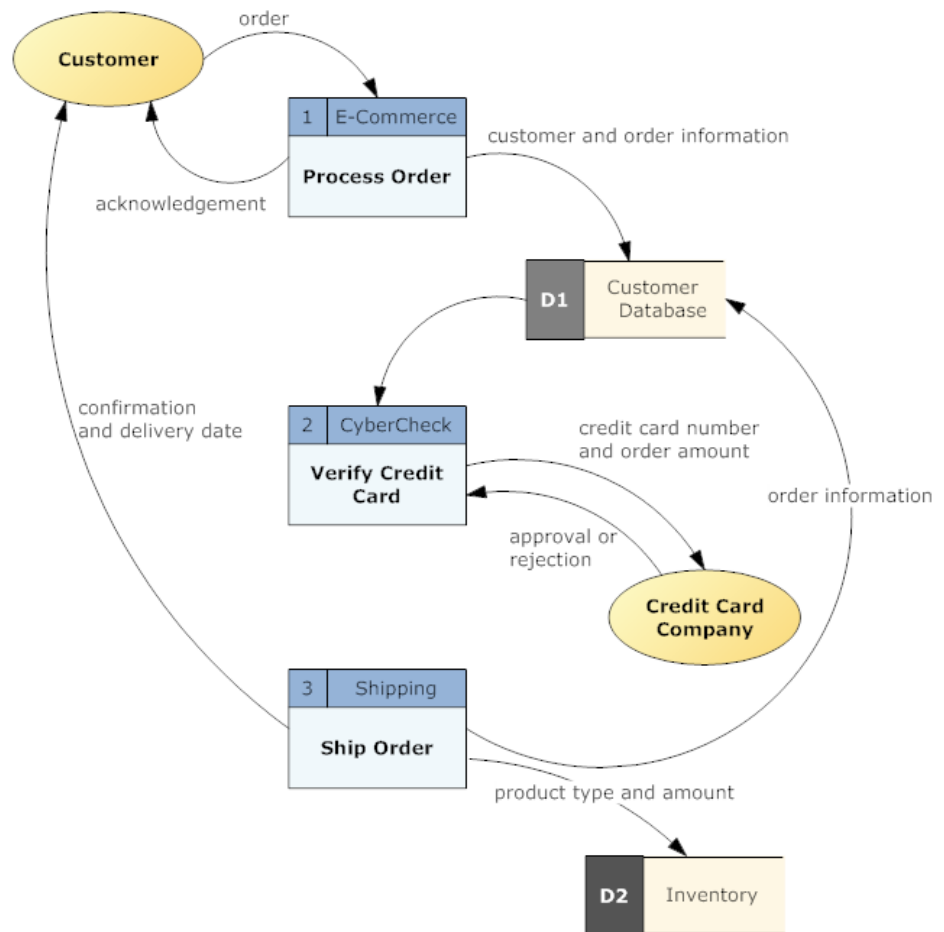 order
Customer
1 E-Commerce
Process Order
customer and order information
acknowledgement
D1
Customer
Database
confirmation
and delivery date
2 CyberCheck
Verify Credit
Card
credit card number
and order amount
order information
approval or
rejection
Credit Card
Company
3 Shipping
Ship Order
product type and amount
D2
Inventory